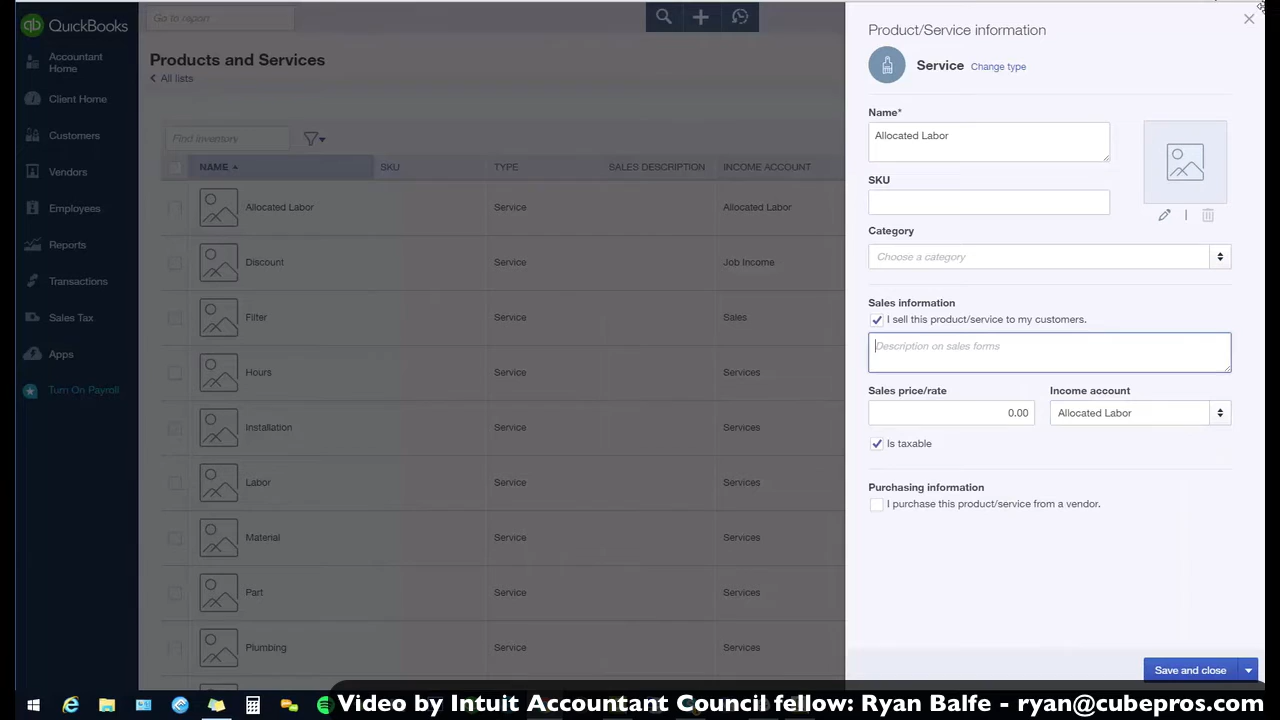 QuickBooks
Go to report
Accountant
Home
Client Home
Customers
Vendors
Employees
Reports
Transactions
Sales Tax
Apps
Turn On Payroll
Products and Services
All lists
Find inventory
NAME SKU TYPE SALES DESCRIPTION INCOME ACCOUNT
Allocated Labor Service Allocated Labor
Discount Service Job Income
Filter Service Sales
Hours Service Services
Installation Service Services
Labor Service Services
Material Service Services
Part Service Services
Plumbing Service Services
Product/Service information
Service Change type
Name*
Allocated Labor
SKU
Category
Choose a category
Sales information
I sell this product/service to my customers.
Description on sales forms
Sales price/rate Income account
0.00 Allocated Labor
Is taxable
Purchasing information
I purchase this product/service from a vendor.
Save and close
Video by Intuit Accountant Council fellow: Ryan Balfe - ryan@cubepros.com